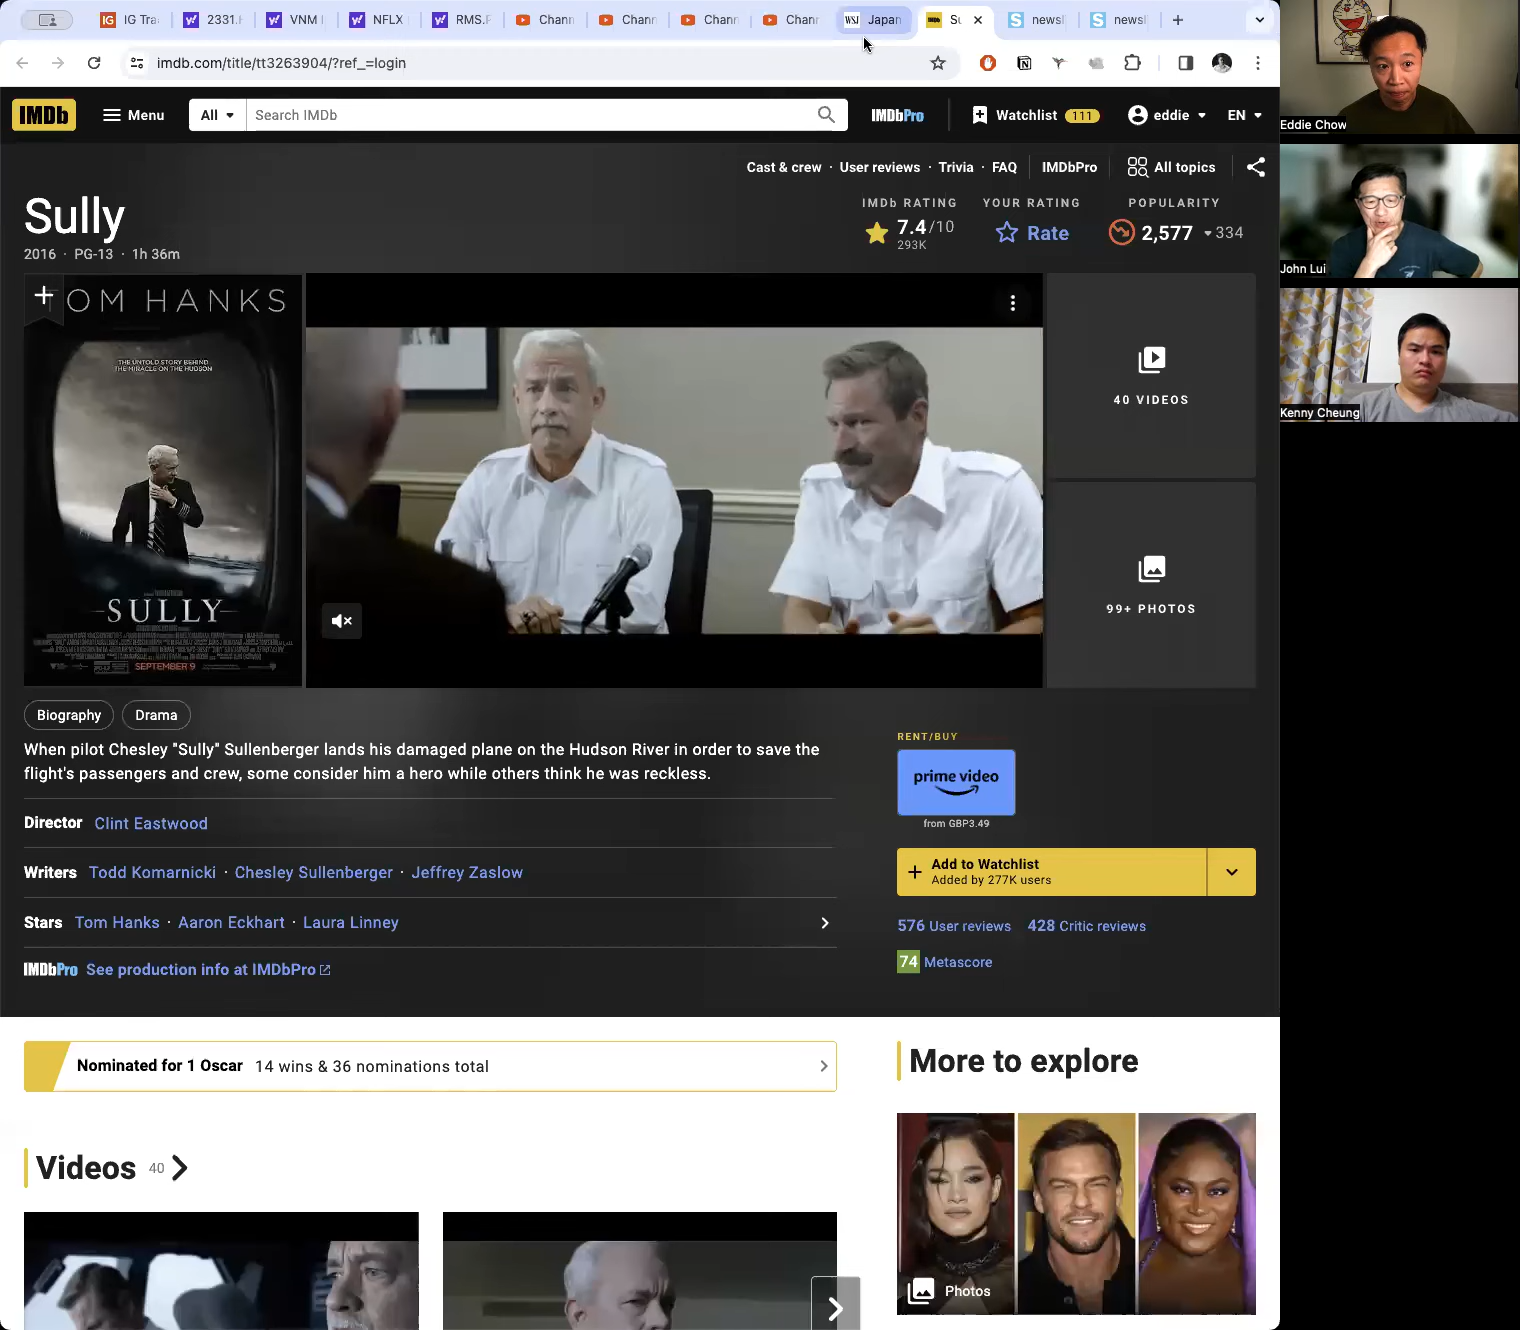 IG Tra
2331.
VNM
NFLX
RMS.P
Chann
Chann
Chann
Chann
WSJ Japan
IMDb Su
newsl
newsl
imdb.com/title/tt3263904/?ref_=login
IMDb
Menu
All
Search IMDb
IMDbPro
Watchlist 111
eddie
EN
Cast & crew · User reviews · Trivia · FAQ
IMDbPro
All topics
Sully
2016 · PG-13 · 1h 36m
IMDb RATING
7.4/10
293K
YOUR RATING
Rate
POPULARITY
2,577
334
TOM HANKS
THE UNTOLD STORY BEHIND
THE MIRACLE ON THE HUDSON
SULLY
SEPTEMBER 9
40 VIDEOS
99+ PHOTOS
Biography
Drama
When pilot Chesley "Sully" Sullenberger lands his damaged plane on the Hudson River in order to save the
flight's passengers and crew, some consider him a hero while others think he was reckless.
Director Clint Eastwood
Writers Todd Komarnicki · Chesley Sullenberger · Jeffrey Zaslow
Stars Tom Hanks · Aaron Eckhart · Laura Linney
IMDbPro See production info at IMDbPro
RENT/BUY
prime video
from GBP3.49
Add to Watchlist
Added by 277K users
576 User reviews 428 Critic reviews
74 Metascore
Nominated for 1 Oscar 14 wins & 36 nominations total
Videos 40
More to explore
Photos
Eddie Chow
John Lui
Kenny Cheung